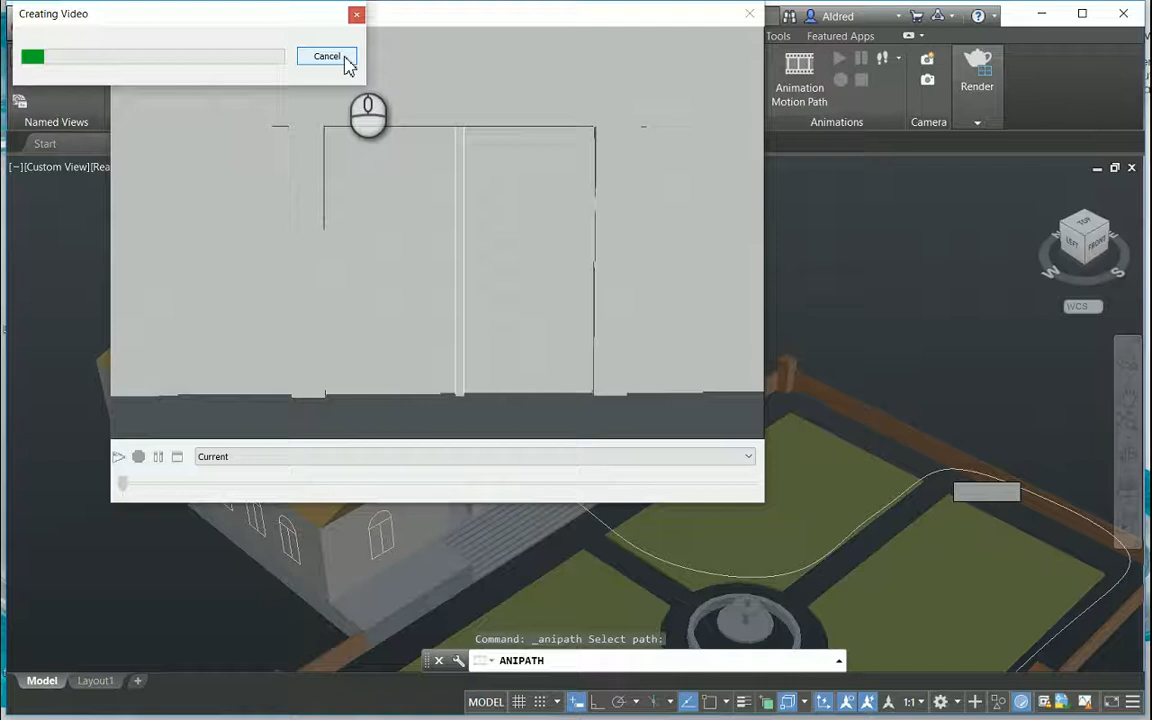 Creating Video
Cancel
Aldred
Tools
Featured Apps
Animation
Motion Path
Render
Named Views
Animations
Camera
Start
[−][Custom View][Rea
TOP
LEFT
FRONT
W
S
WCS
Current
Command: _anipath Select path:
ANIPATH
Model
Layout1
+
MODEL
1:1